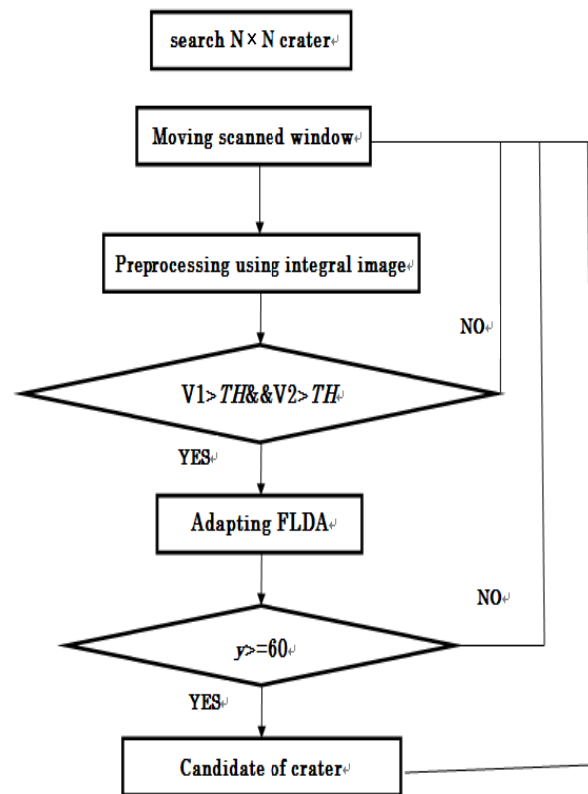 search N×N crater
Moving scanned window
Preprocessing using integral image
NO
V1>TH&&V2>TH
YES
Adapting FLDA
NO
y>=60
YES
Candidate of crater